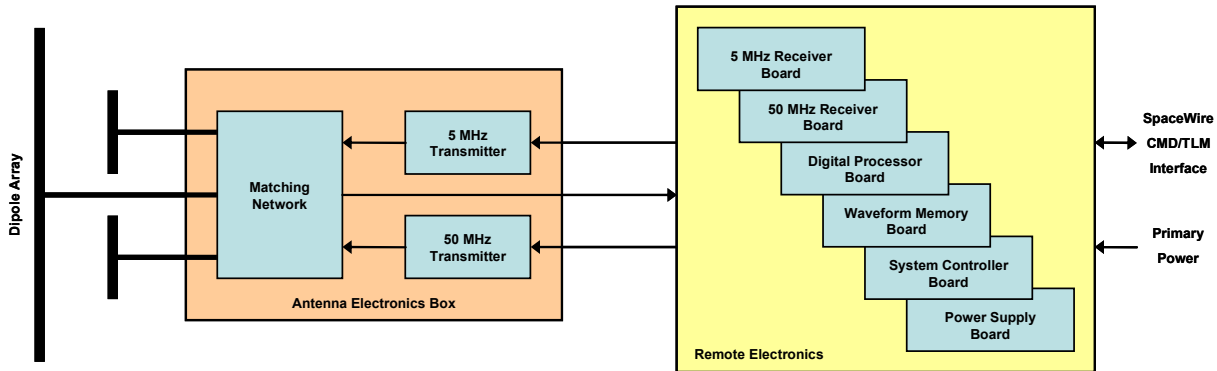 Dipole Array
Matching
Network
5 MHz
Transmitter
50 MHz
Transmitter
Antenna Electronics Box
5 MHz Receiver
Board
50 MHz Receiver
Board
Digital Processor
Board
Waveform Memory
Board
System Controller
Board
Power Supply
Board
Remote Electronics
SpaceWire
CMD/TLM
Interface
Primary
Power